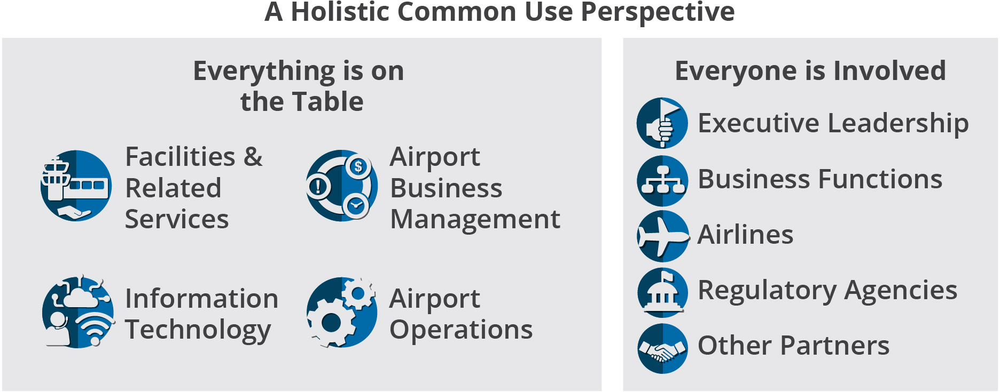 A Holistic Common Use Perspective
Everything is on
the Table
Facilities &
Related
Services
Airport
Business
Management
$
!
Information
Technology
Airport
Operations
Everyone is Involved
Executive Leadership
Business Functions
Airlines
Regulatory Agencies
Other Partners